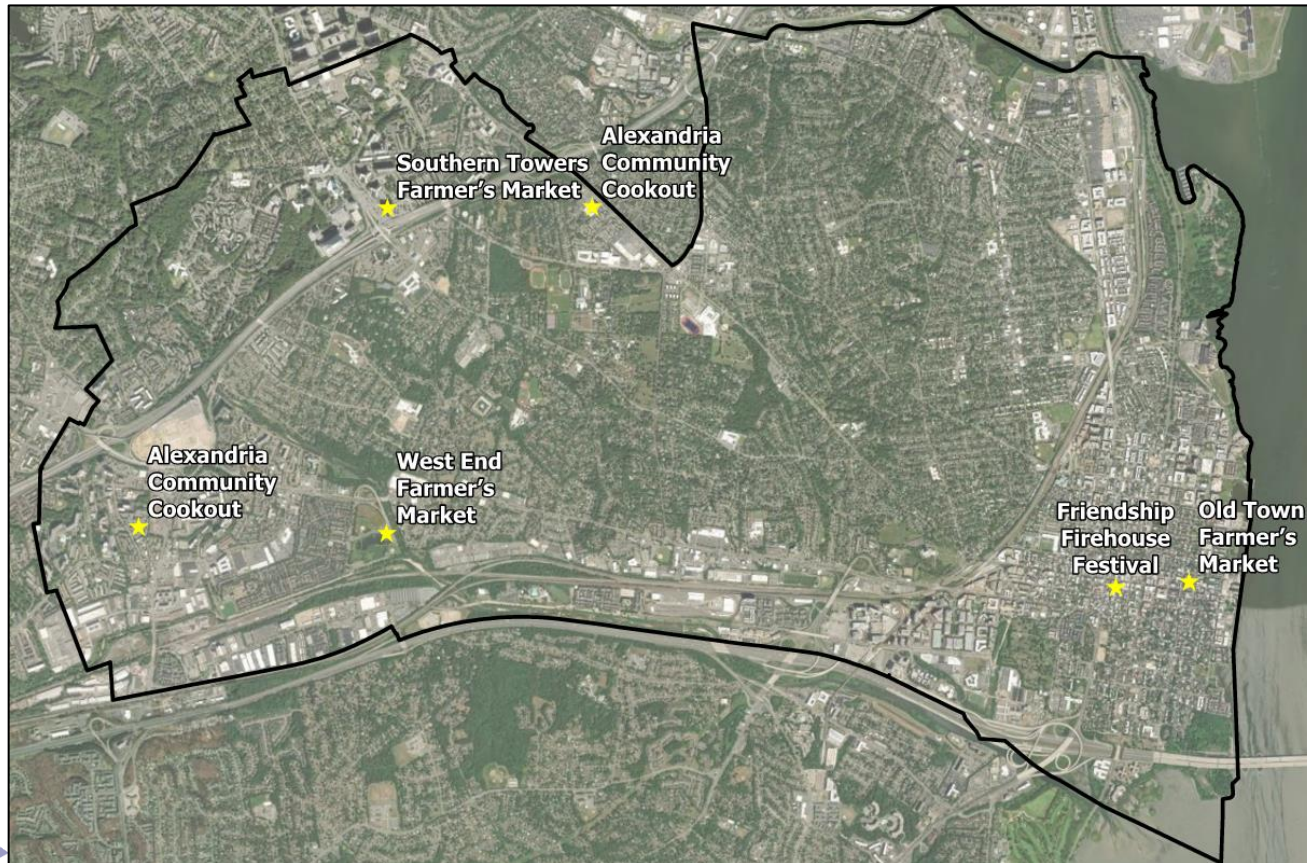 Southern Towers
Farmer's Market
Alexandria
Community
Cookout
Alexandria
Community
Cookout
West End
Farmer's
Market
Friendship
Firehouse
Festival
Old Town
Farmer's
Market